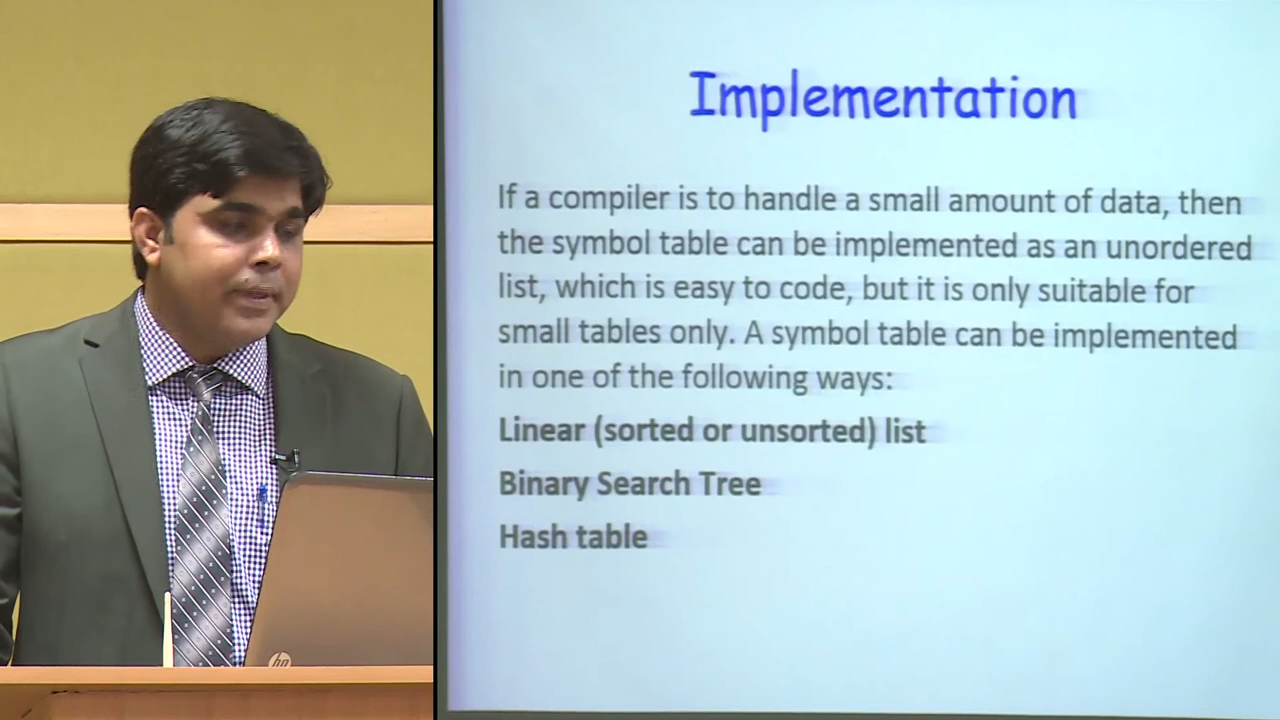 Implementation
If a compiler is to handle a small amount of data, then
the symbol table can be implemented as an unordered
list, which is easy to code, but it is only suitable for
small tables only. A symbol table can be implemented
in one of the following ways:
Linear (sorted or unsorted) list
Binary Search Tree
Hash table
hp